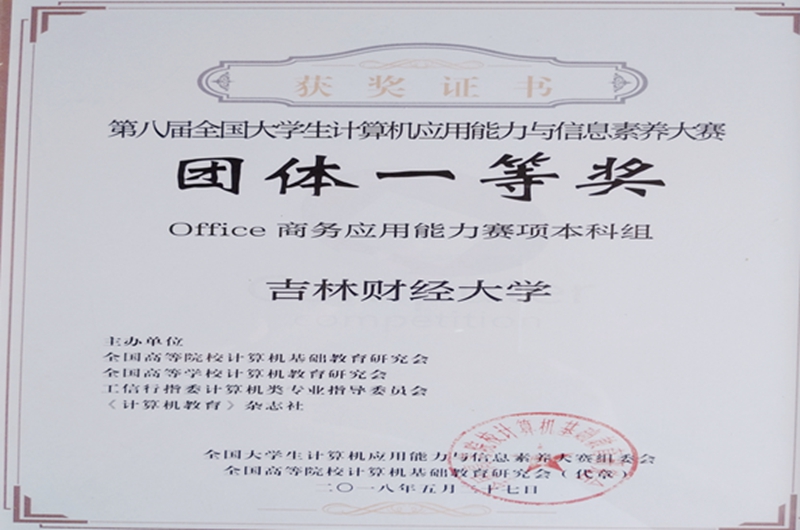 获奖证书
第八届全国大学生计算机应用能力与信息素养大赛
团体一等奖
Office 商务应用能力赛项本科组
吉林财经大学
主办单位
全国高等院校计算机基础教育研究会
全国高等学校计算机教育研究会
工信行指委计算机类专业指导委员会
《计算机教育》杂志社
全国大学生计算机应用能力与信息素养大赛组委会
全国高等院校计算机基础教育研究会（代章）
二〇一八年五月二十七日